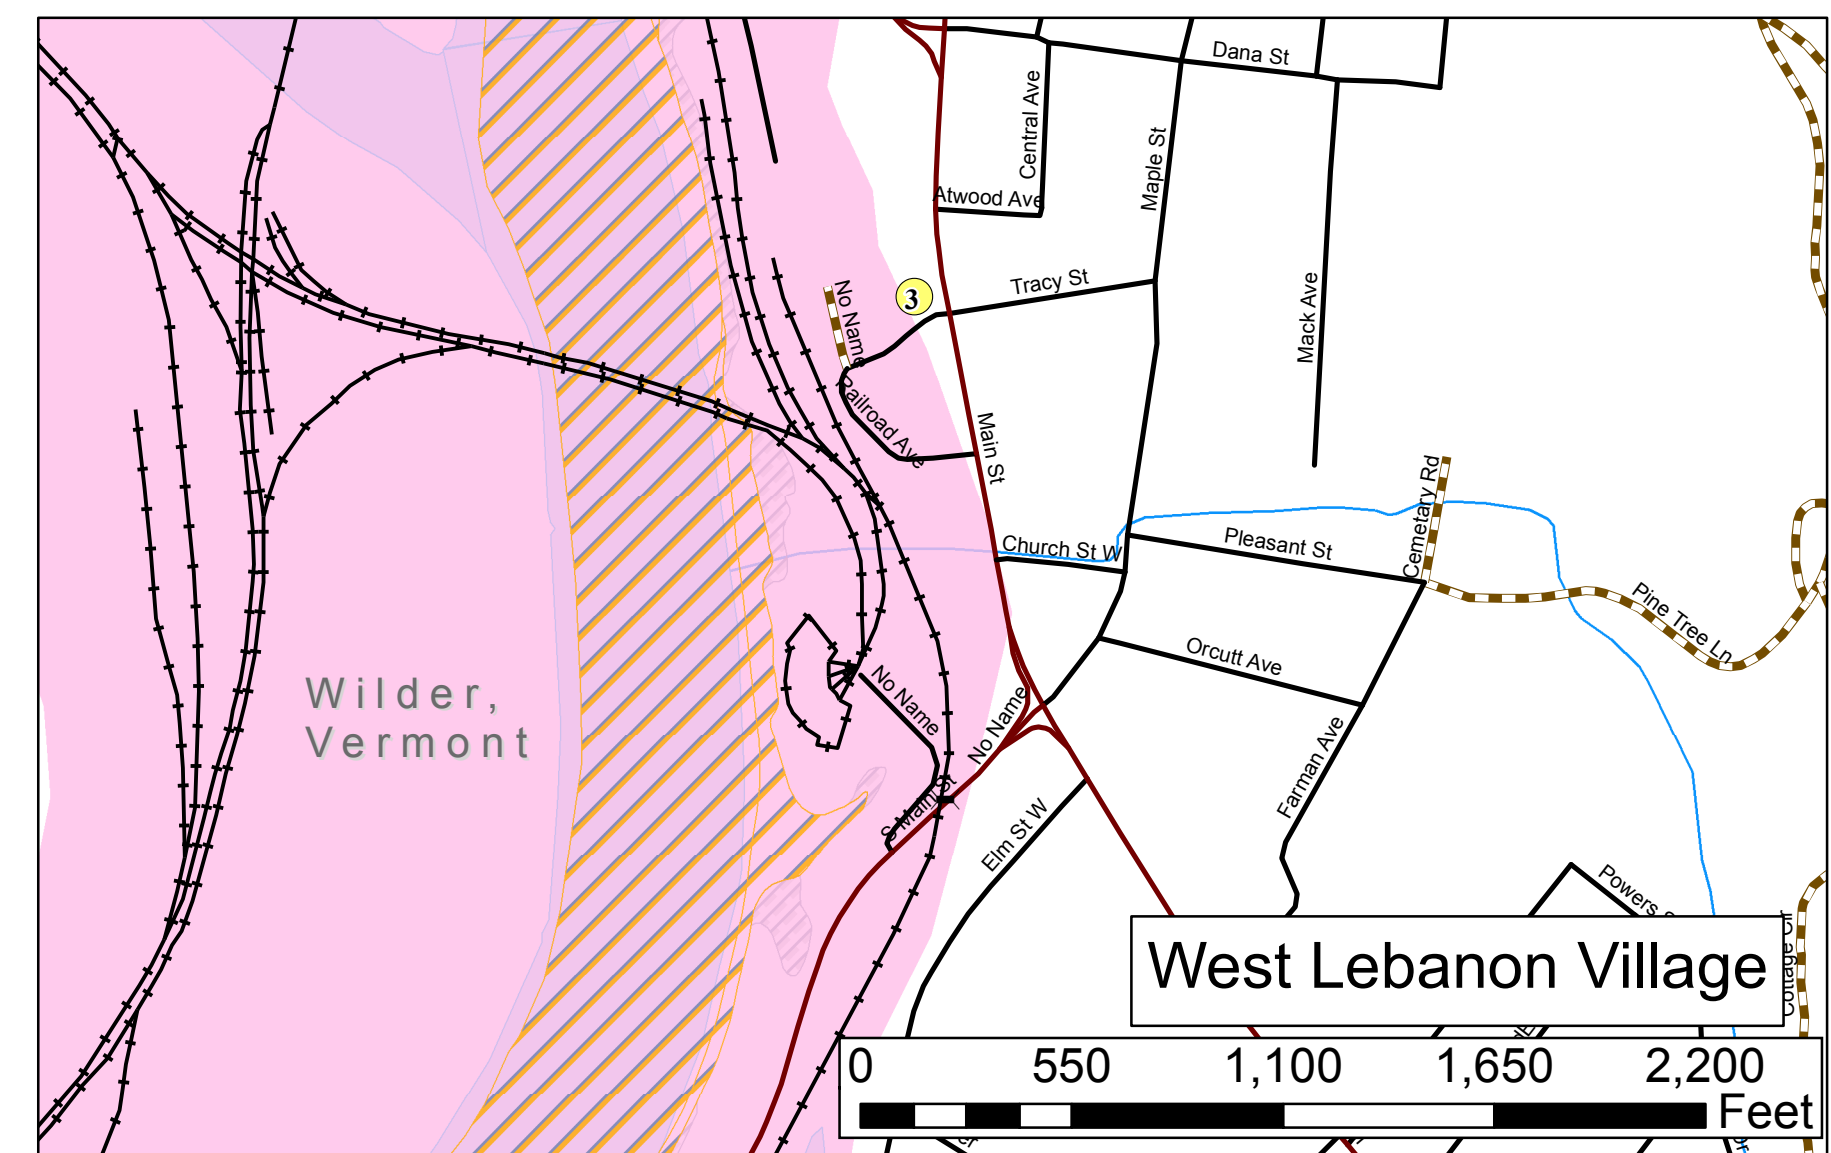 Dana St
Central Ave
Maple St
Atwood Ave
Tracy St
3
No Name
Mack Ave
Railroad Ave
Main St
Cemetary Rd
Church St W
Pleasant St
Pine Tree Ln
Orcutt Ave
No Name
No Name
Wilder,
Vermont
S Main St
Elm St W
Farman Ave
Powers S
Cottage Cir
West Lebanon Village
0 550 1,100 1,650 2,200
Feet